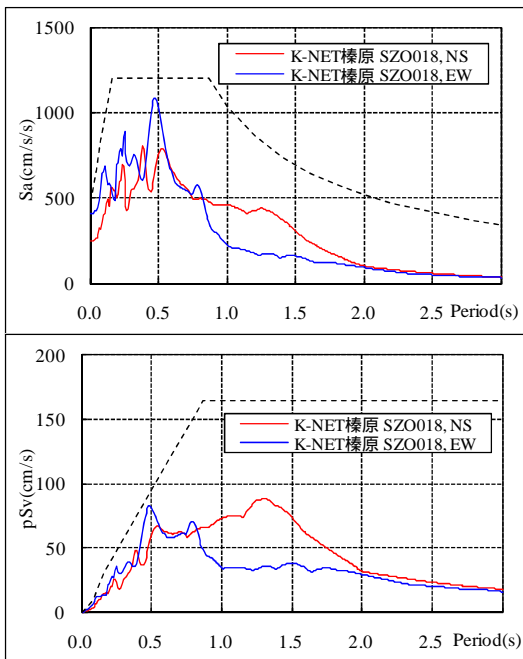 1500
K-NET榛原 SZO018, NS
K-NET榛原 SZO018, EW
1000
Sa(cm/s/s)
500
0
0.0 0.5 1.0 1.5 2.0 2.5 Period(s)
200
150
K-NET榛原 SZO018, NS
K-NET榛原 SZO018, EW
100
pSv(cm/s)
50
0
0.0 0.5 1.0 1.5 2.0 2.5 Period(s)